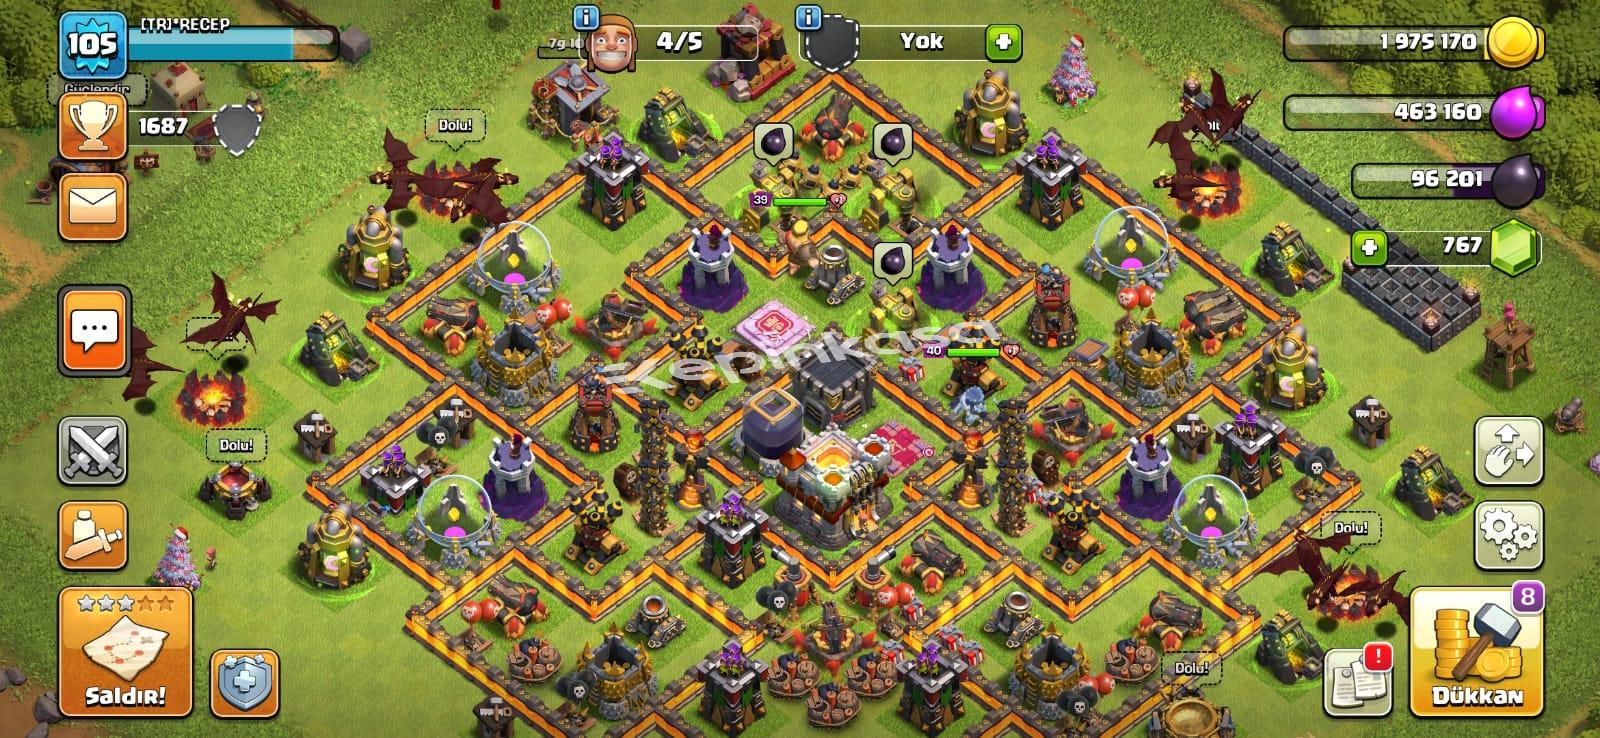 105
[TR]*RECEP
4/5
Yok
1 975 170
Güçlendir
1687
463 160
Dolu!
96 201
39
767
40
epinkasa
Dolu!
Dolu!
8
Saldır!
Dolu!
!
Dükkan